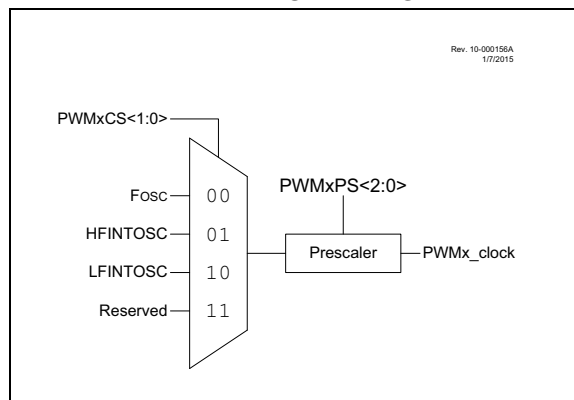 Rev. 10-000156A
1/7/2015
PWMxCS<1:0>
FOSC
00
PWMxPS<2:0>
HFINTOSC
01
Prescaler
PWMx_clock
LFINTOSC
10
Reserved
11